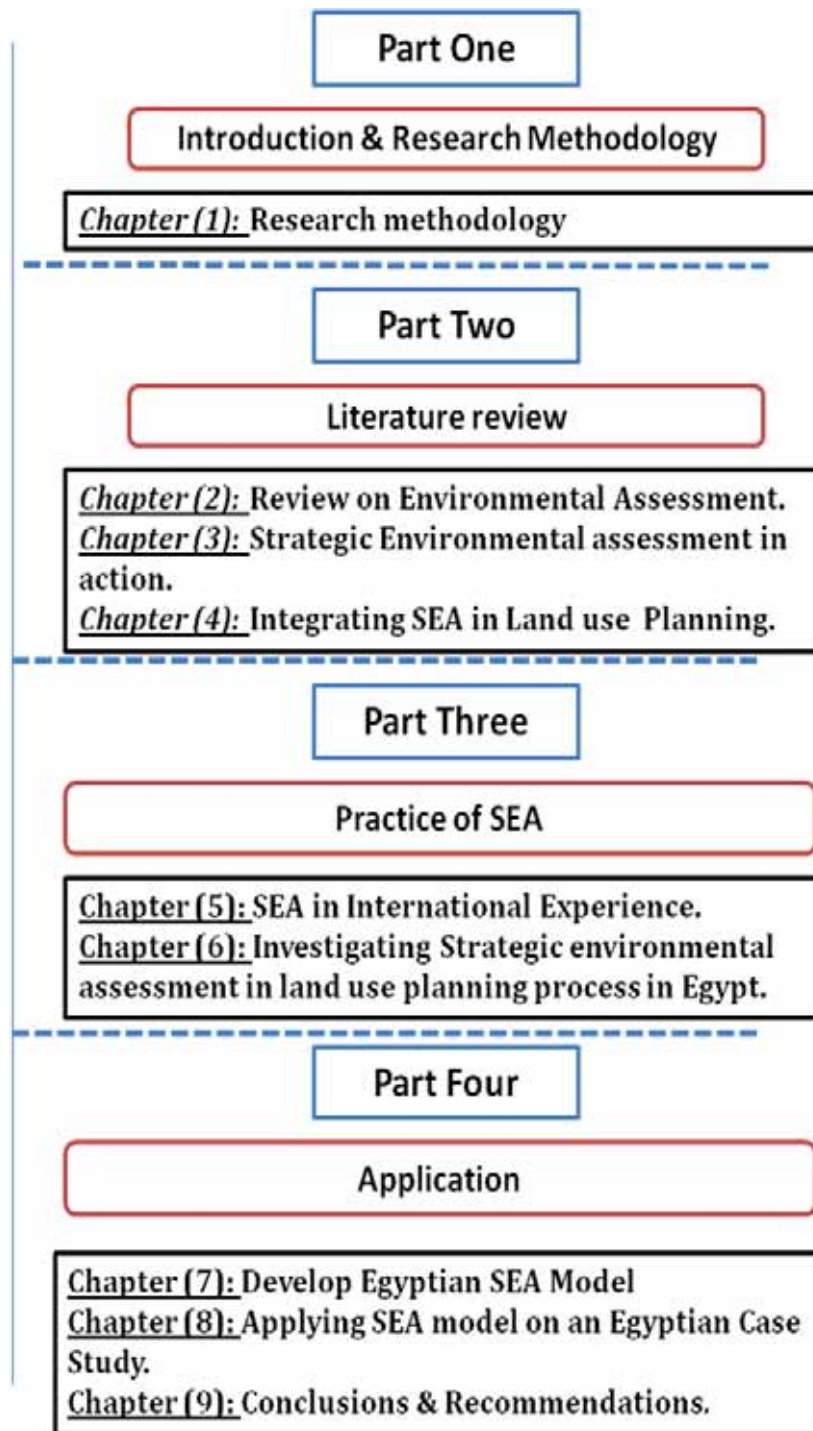 Part One
Introduction & Research Methodology
Chapter (1): Research methodology
Part Two
Literature review
Chapter (2): Review on Environmental Assessment.
Chapter (3): Strategic Environmental assessment in
action.
Chapter (4): Integrating SEA in Land use Planning.
Part Three
Practice of SEA
Chapter (5): SEA in International Experience.
Chapter (6): Investigating Strategic environmental
assessment in land use planning process in Egypt.
Part Four
Application
Chapter (7): Develop Egyptian SEA Model
Chapter (8): Applying SEA model on an Egyptian Case
Study.
Chapter (9): Conclusions & Recommendations.